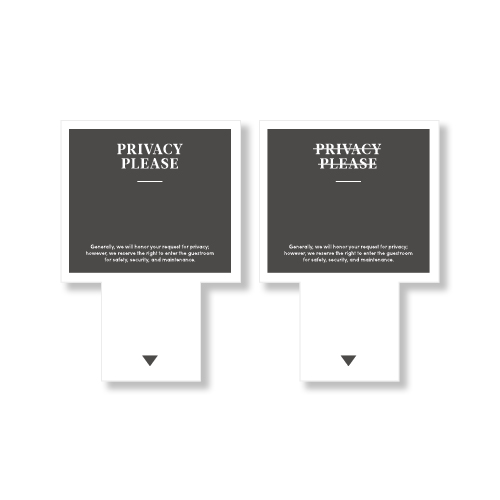 PRIVACY
PLEASE
Generally, we will honor your request for privacy;
however, we reserve the right to enter the guestroom
for safety, security, and maintenance.
PRIVACY
PLEASE
Generally, we will honor your request for privacy;
however, we reserve the right to enter the guestroom
for safety, security, and maintenance.